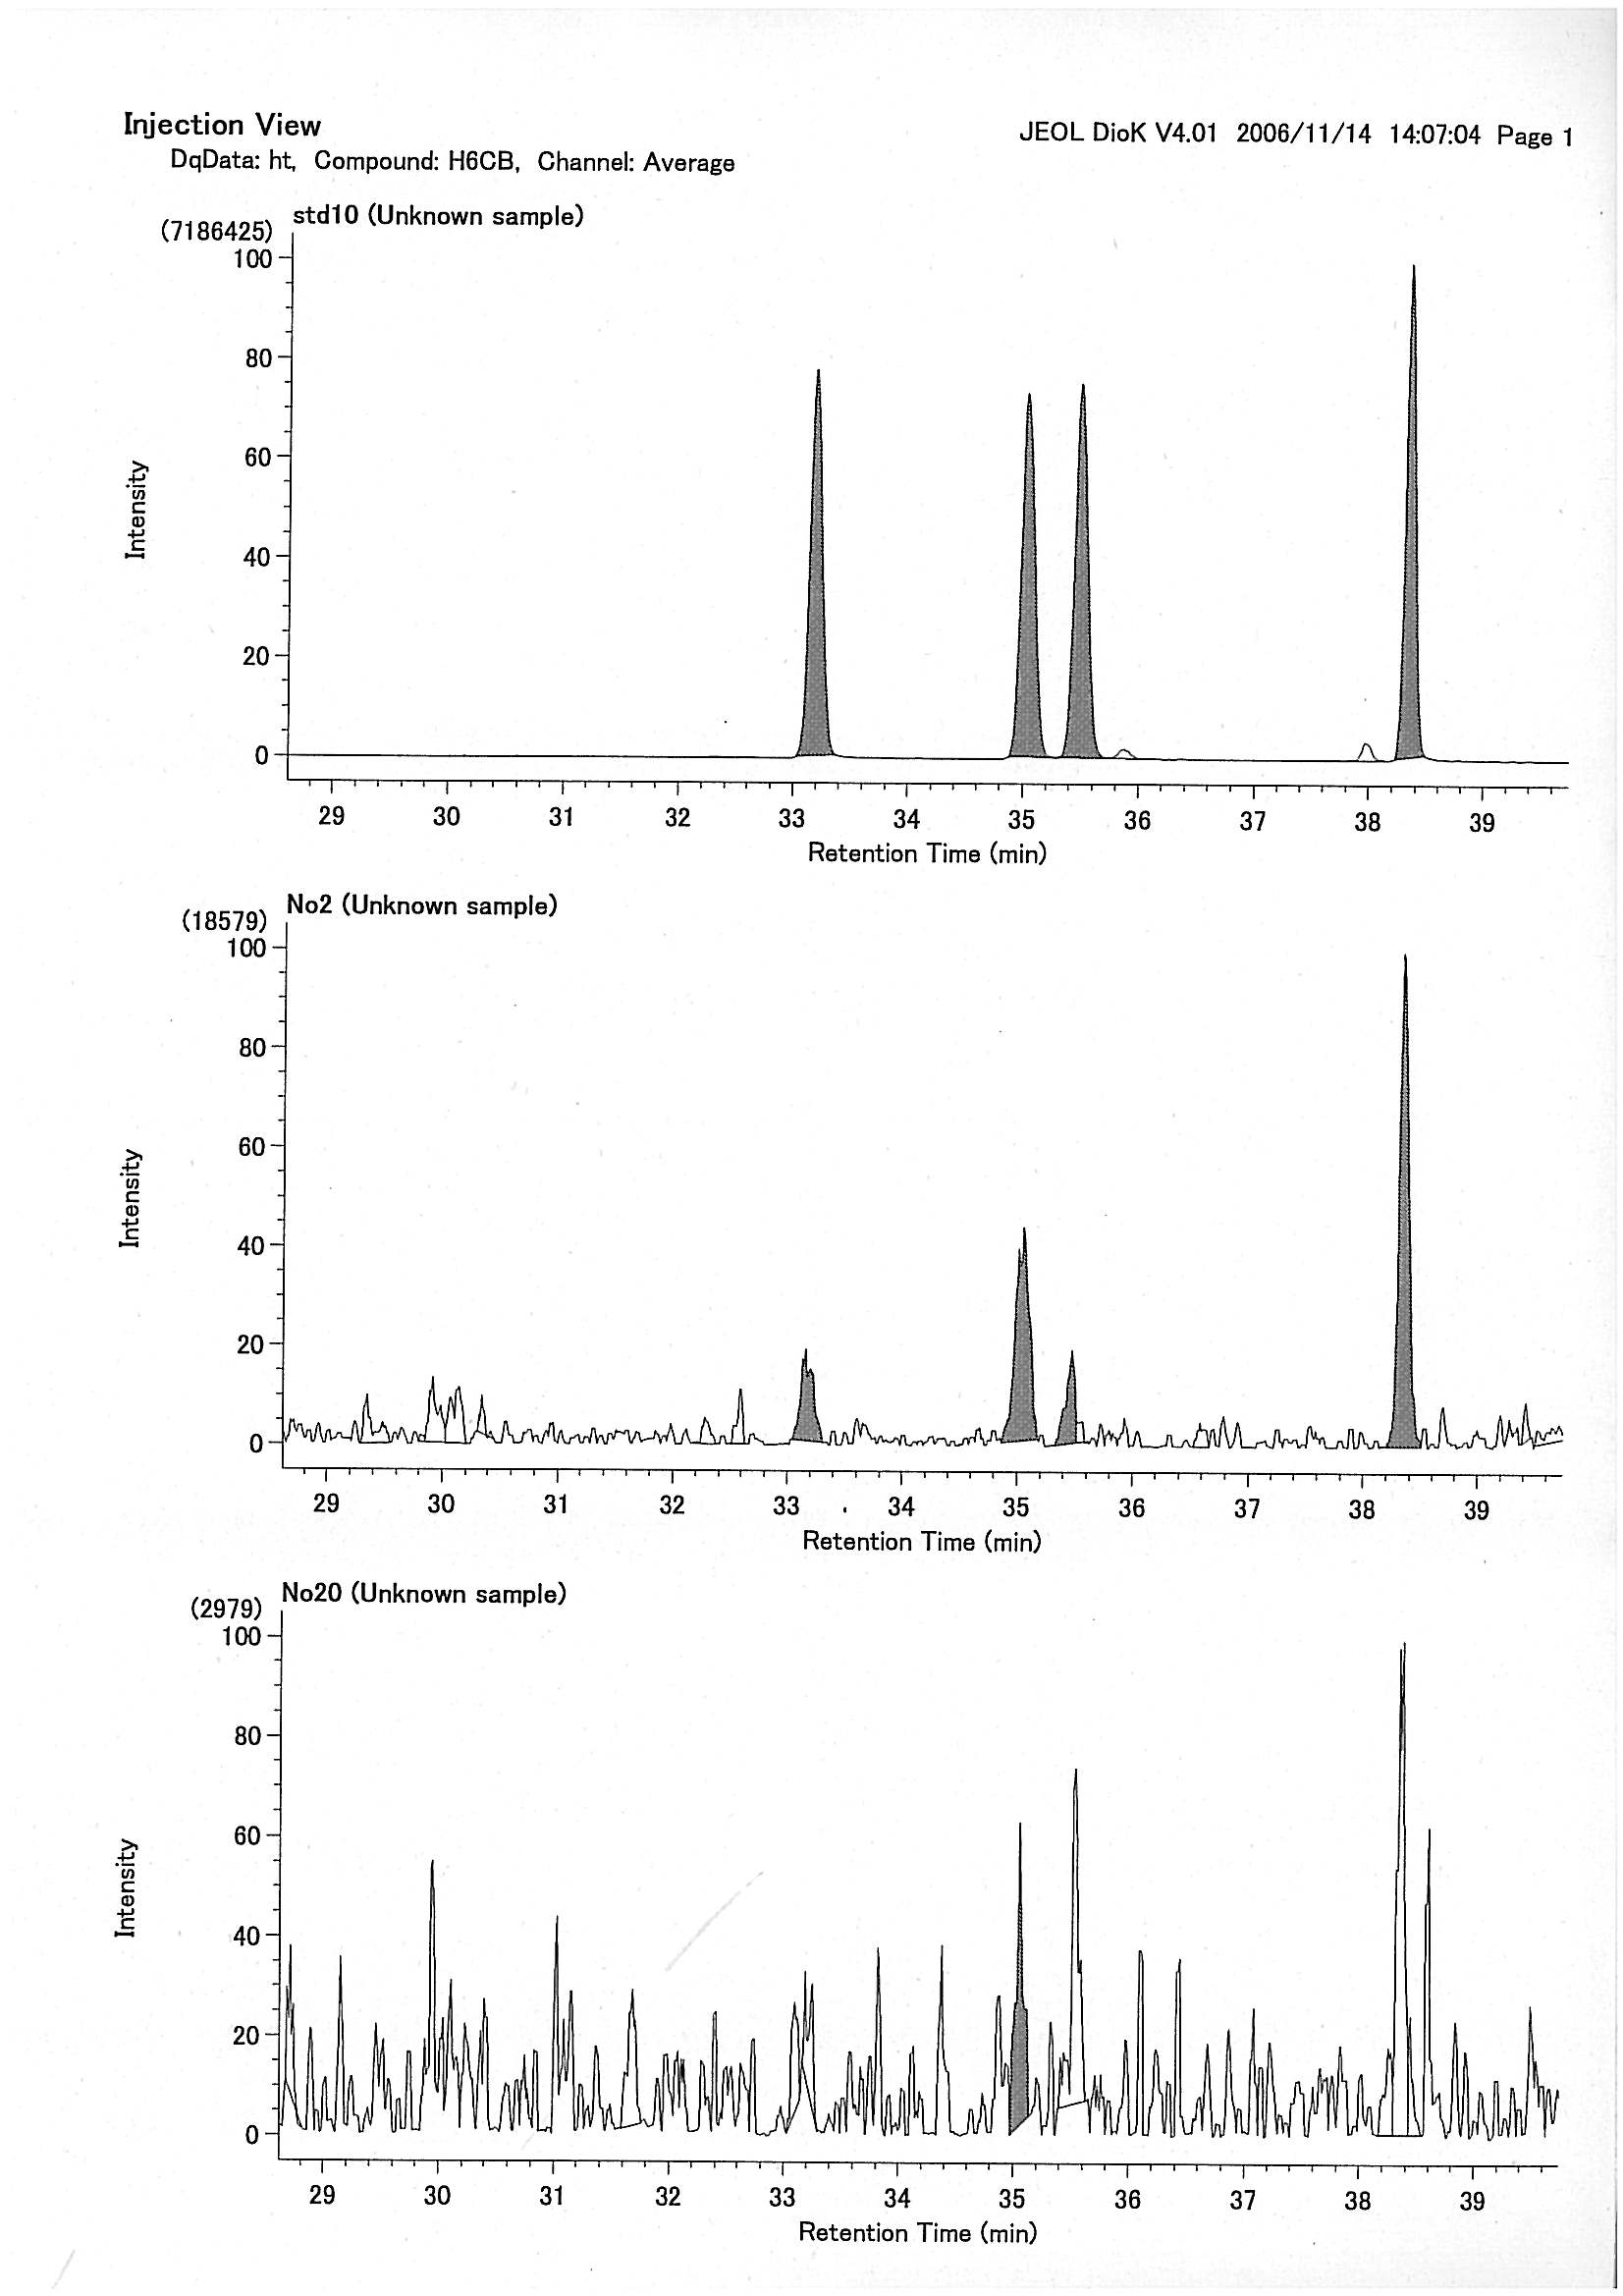 Injection View
JEOL DioK V4.01 2006/11/14 14:07:04 Page 1
DqData: ht, Compound: H6CB, Channel: Average
std10 (Unknown sample)
(7186425)
100
80
60
40
20
0
Intensity
29 30 31 32 33 34 35 36 37 38 39
Retention Time (min)
No2 (Unknown sample)
(18579)
100
80
60
40
20
0
Intensity
29 30 31 32 33 34 35 36 37 38 39
Retention Time (min)
No20 (Unknown sample)
(2979)
100
80
60
40
20
0
Intensity
29 30 31 32 33 34 35 36 37 38 39
Retention Time (min)